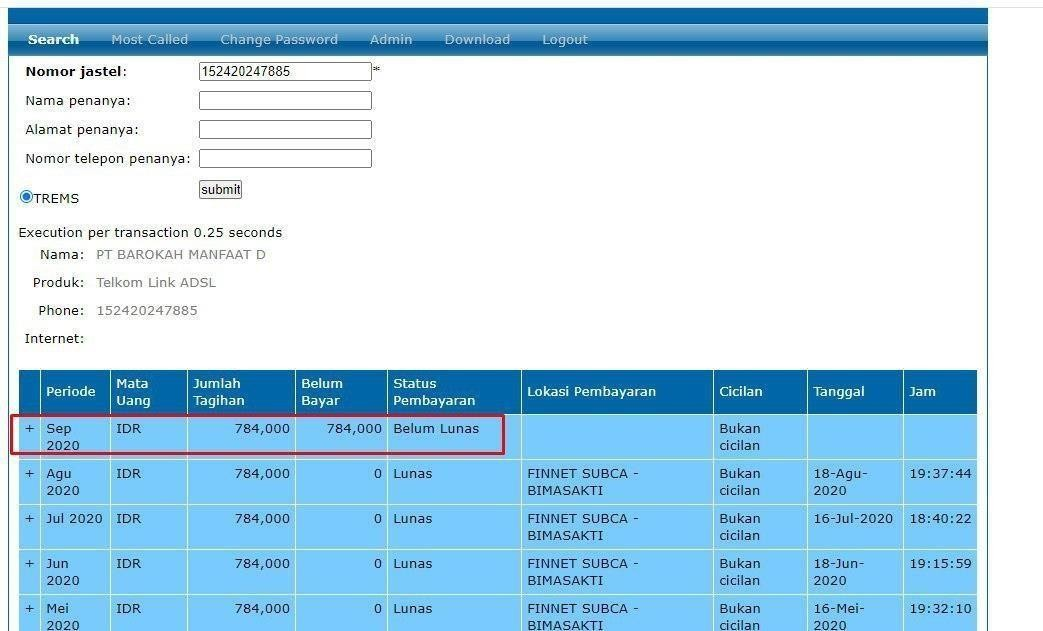 Search Most Called Change Password Admin Download Logout
Nomor jastel: 152420247885 *
Nama penanya:
Alamat penanya:
Nomor telepon penanya:
TREMS submit
Execution per transaction 0.25 seconds
Nama: PT BAROKAH MANFAAT D
Produk: Telkom Link ADSL
Phone: 152420247885
Internet:
Periode Mata Uang Jumlah Tagihan Belum Bayar Status Pembayaran Lokasi Pembayaran Cicilan Tanggal Jam
+ Sep 2020 IDR 784,000 784,000 Belum Lunas Bukan cicilan
+ Agu 2020 IDR 784,000 0 Lunas FINNET SUBCA - BIMASAKTI Bukan cicilan 18-Agu-2020 19:37:44
+ Jul 2020 IDR 784,000 0 Lunas FINNET SUBCA - BIMASAKTI Bukan cicilan 16-Jul-2020 18:40:22
+ Jun 2020 IDR 784,000 0 Lunas FINNET SUBCA - BIMASAKTI Bukan cicilan 18-Jun-2020 19:15:59
+ Mei 2020 IDR 784,000 0 Lunas FINNET SUBCA - BIMASAKTI Bukan cicilan 16-Mei-2020 19:32:10